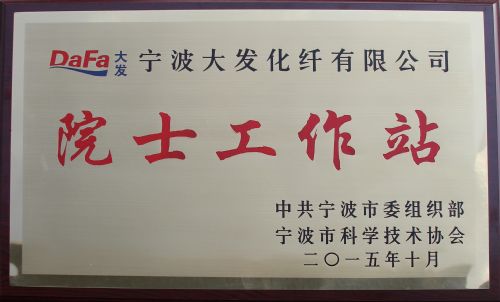 DaFa 大发 宁波大发化纤有限公司
院士工作站
中共宁波市委组织部
宁波市科学技术协会
二〇一五年十月